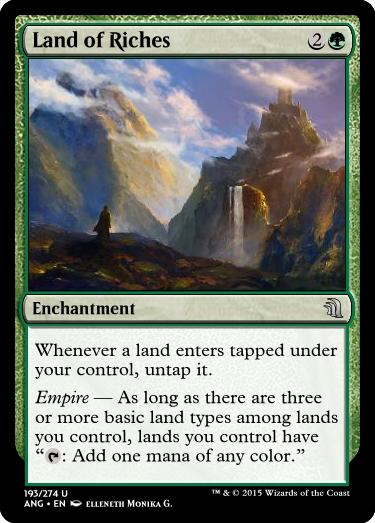 Land of Riches 2
Enchantment
Whenever a land enters tapped under
your control, untap it.
Empire — As long as there are three
or more basic land types among lands
you control, lands you control have
“: Add one mana of any color.”
193/274 U
ANG • EN ELLENETH MONIKA G.
™ & © 2015 Wizards of the Coast